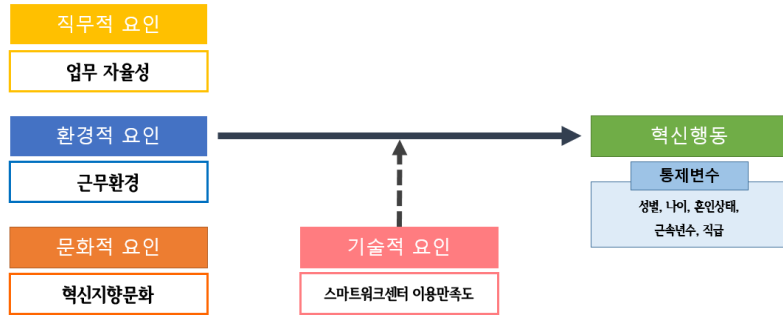 직무적 요인
업무 자율성
환경적 요인
근무환경
문화적 요인
혁신지향문화
기술적 요인
스마트워크센터 이용만족도
혁신행동
통제변수
성별, 나이, 혼인상태,
근속년수, 직급